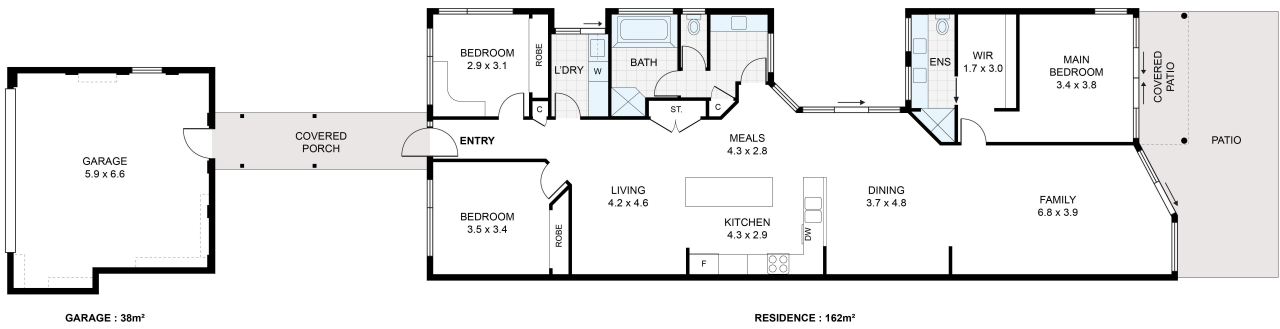 BEDROOM
2.9 x 3.1
ROBE
L'DRY
W
BATH
ENS
WIR
1.7 x 3.0
MAIN
BEDROOM
3.4 x 3.8
COVERED
PATIO
C
ST.
C
COVERED
PORCH
ENTRY
MEALS
4.3 x 2.8
PATIO
GARAGE
5.9 x 6.6
LIVING
4.2 x 4.6
DINING
3.7 x 4.8
FAMILY
6.8 x 3.9
BEDROOM
3.5 x 3.4
ROBE
KITCHEN
4.3 x 2.9
DW
F
GARAGE : 38m²
RESIDENCE : 162m²